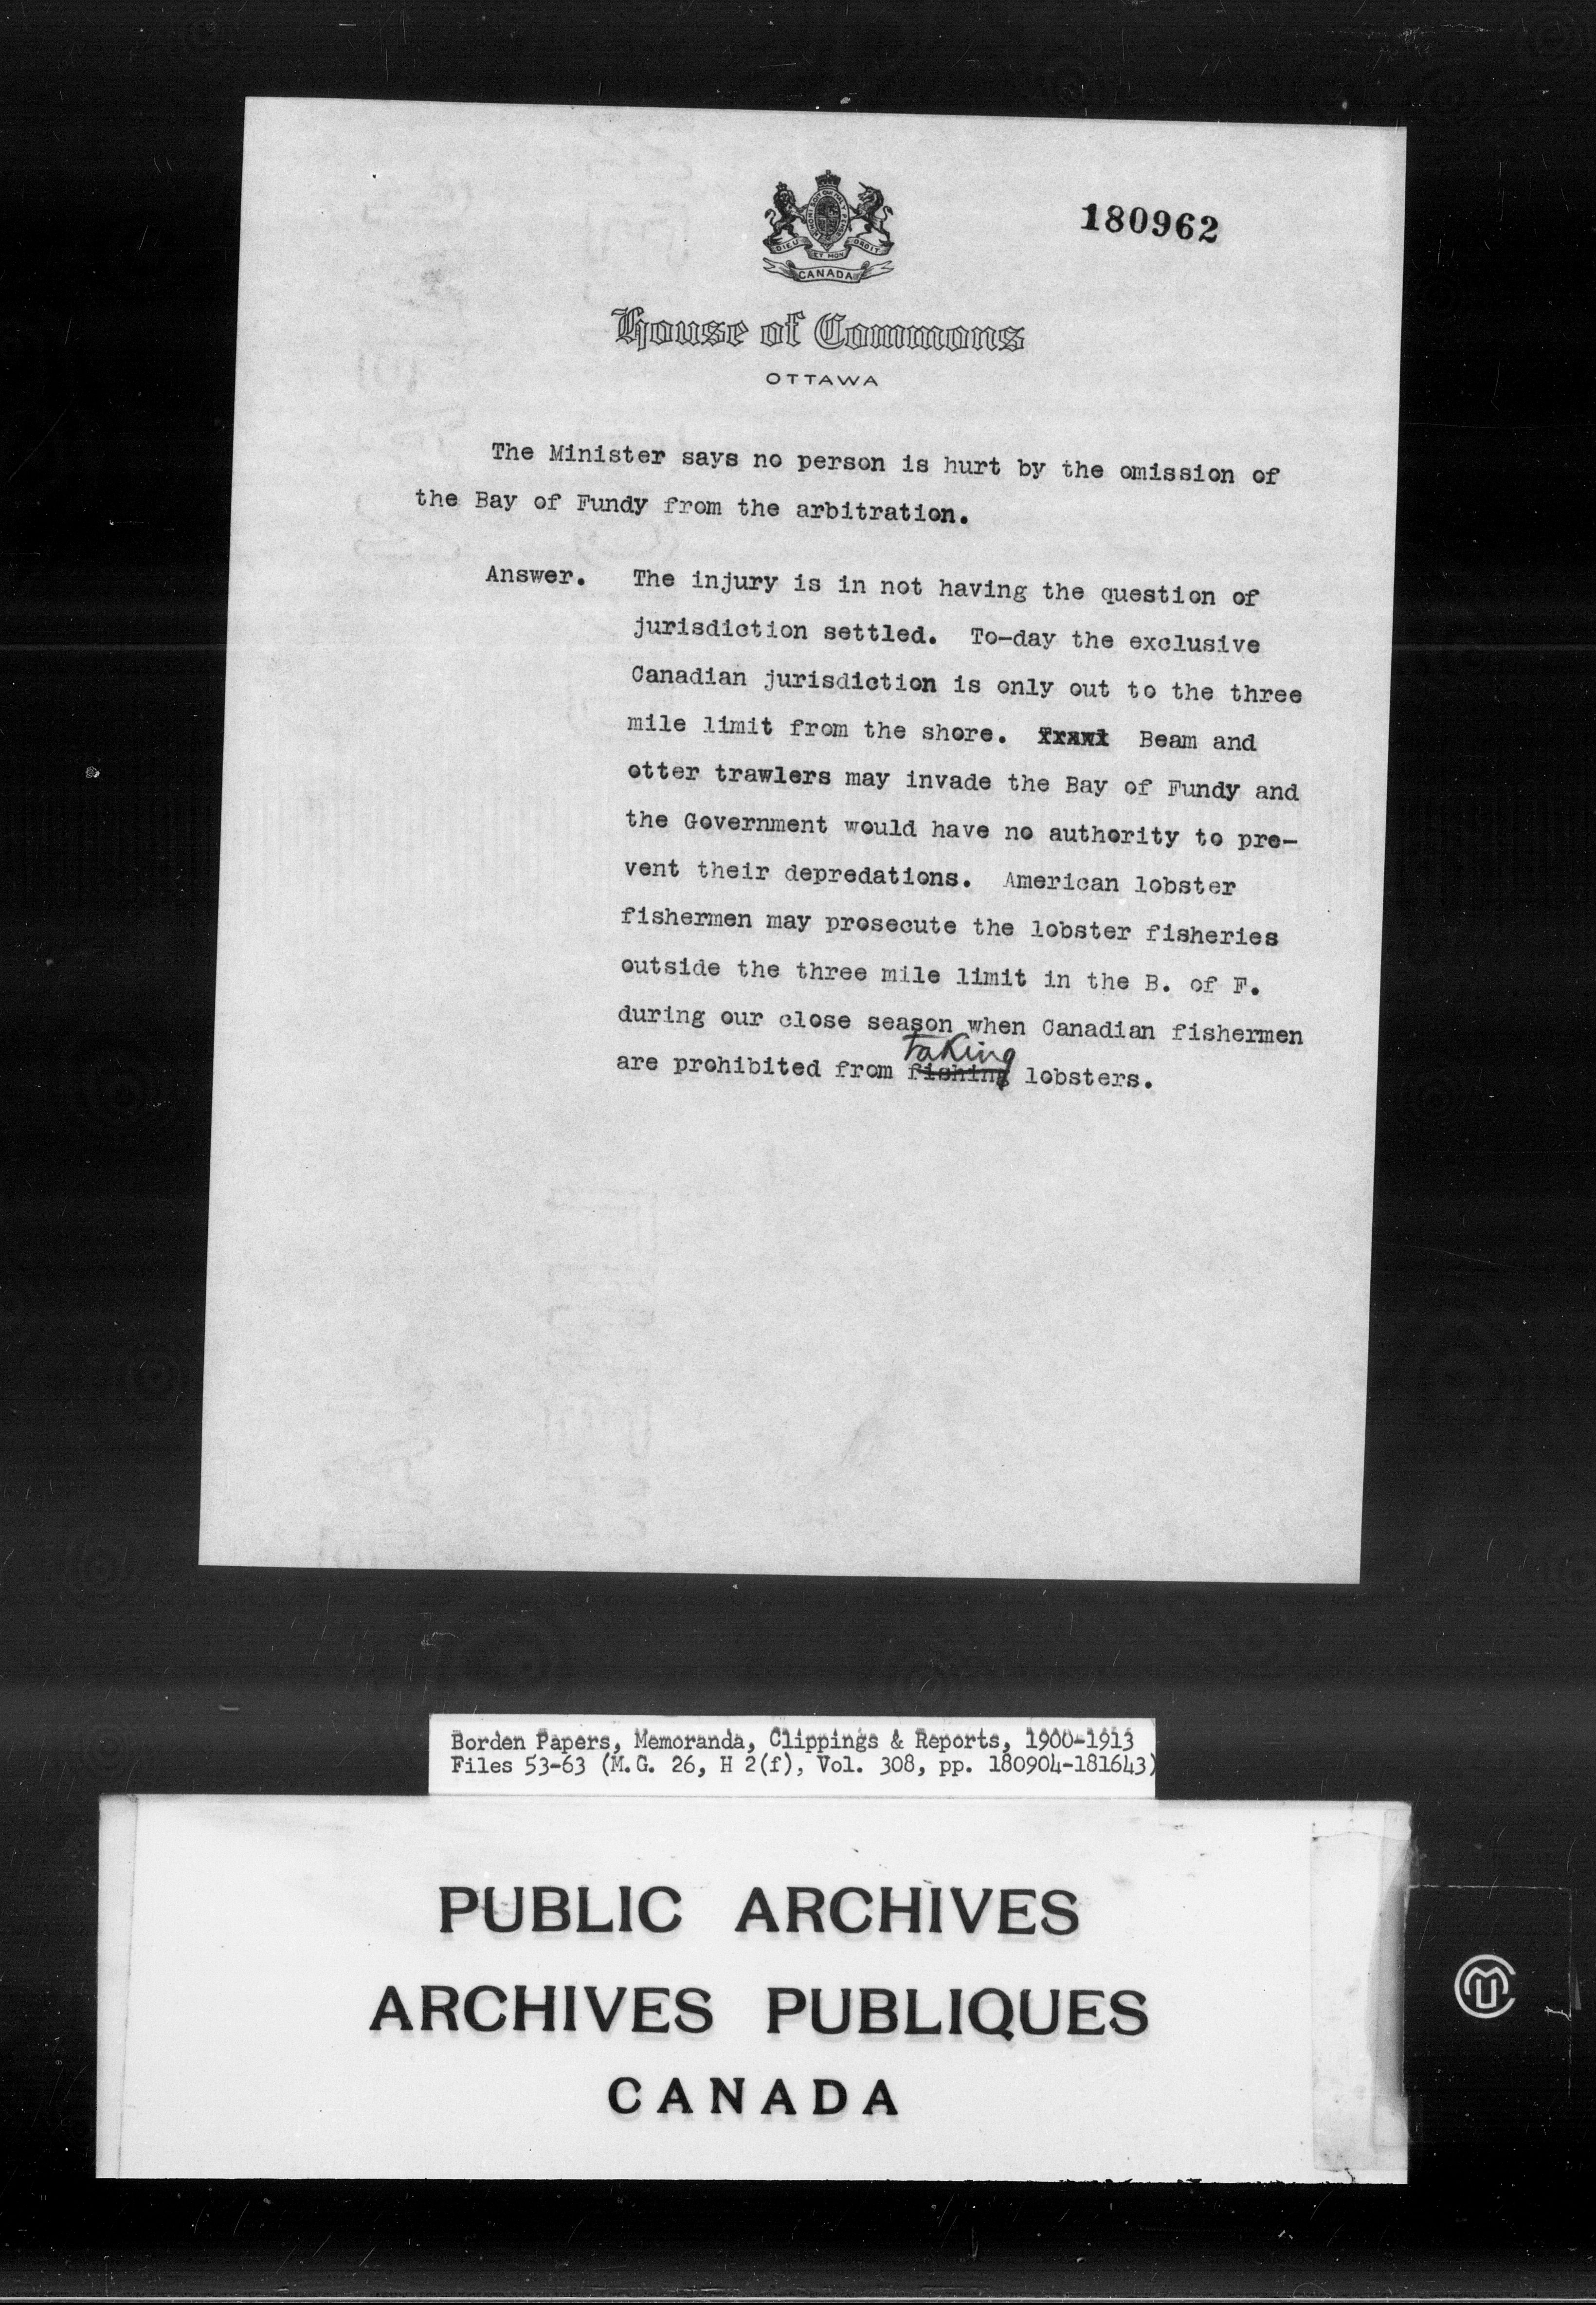 180962
DIEU ET MON DROIT
CANADA
House of Commons
OTTAWA
The Minister says no person is hurt by the omission of
the Bay of Fundy from the arbitration.
Answer. The injury is in not having the question of
jurisdiction settled. To-day the exclusive
Canadian jurisdiction is only out to the three
mile limit from the shore. Beam and
otter trawlers may invade the Bay of Fundy and
the Government would have no authority to pre-
vent their depredations. American lobster
fishermen may prosecute the lobster fisheries
outside the three mile limit in the B. of F.
during our close season when Canadian fishermen
taking
are prohibited from fishing lobsters.
Borden Papers, Memoranda, Clippings & Reports, 1900-1913
Files 53-63 (M.G. 26, H 2(f), Vol. 308, pp. 180904-181643)
PUBLIC ARCHIVES
ARCHIVES PUBLIQUES
CANADA